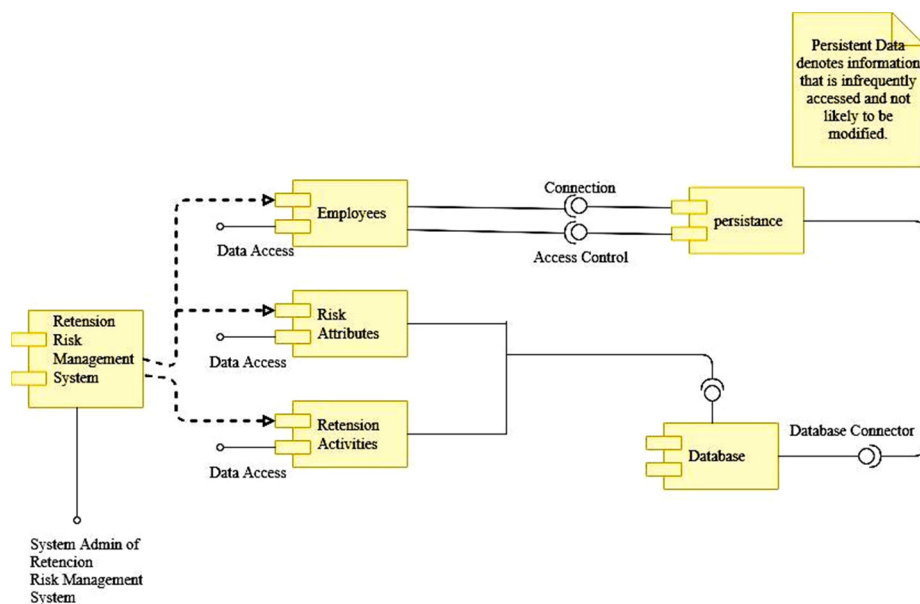 Persistent Data
denotes information
that is infrequently
accessed and not
likely to be
modified.
Connection
Employees
persistance
Data Access
Access Control
Retension
Risk
Management
System
Risk
Attributes
Data Access
Retension
Activities
Data Access
Database Connector
Database
System Admin of
Retencion
Risk Management
System